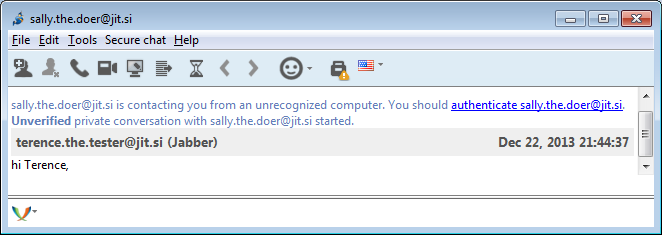 sally.the.doer@jit.si
File Edit Tools Secure chat Help
sally.the.doer@jit.si is contacting you from an unrecognized computer. You should authenticate sally.the.doer@jit.si.
Unverified private conversation with sally.the.doer@jit.si started.
terence.the.tester@jit.si (Jabber) Dec 22, 2013 21:44:37
hi Terence,